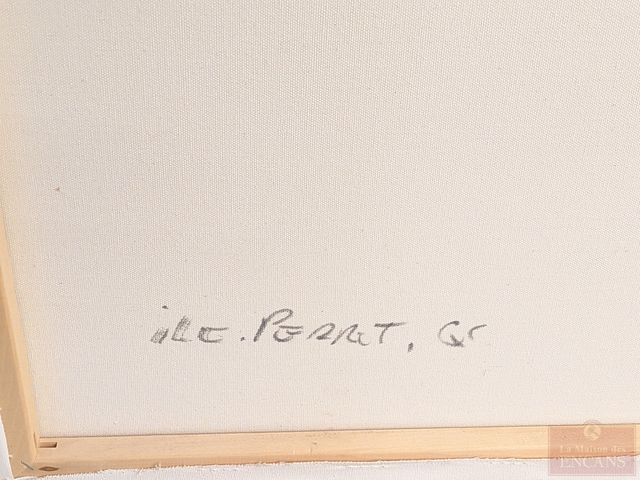 iLE. PERROT, Qc
La Maison des
ENCANS